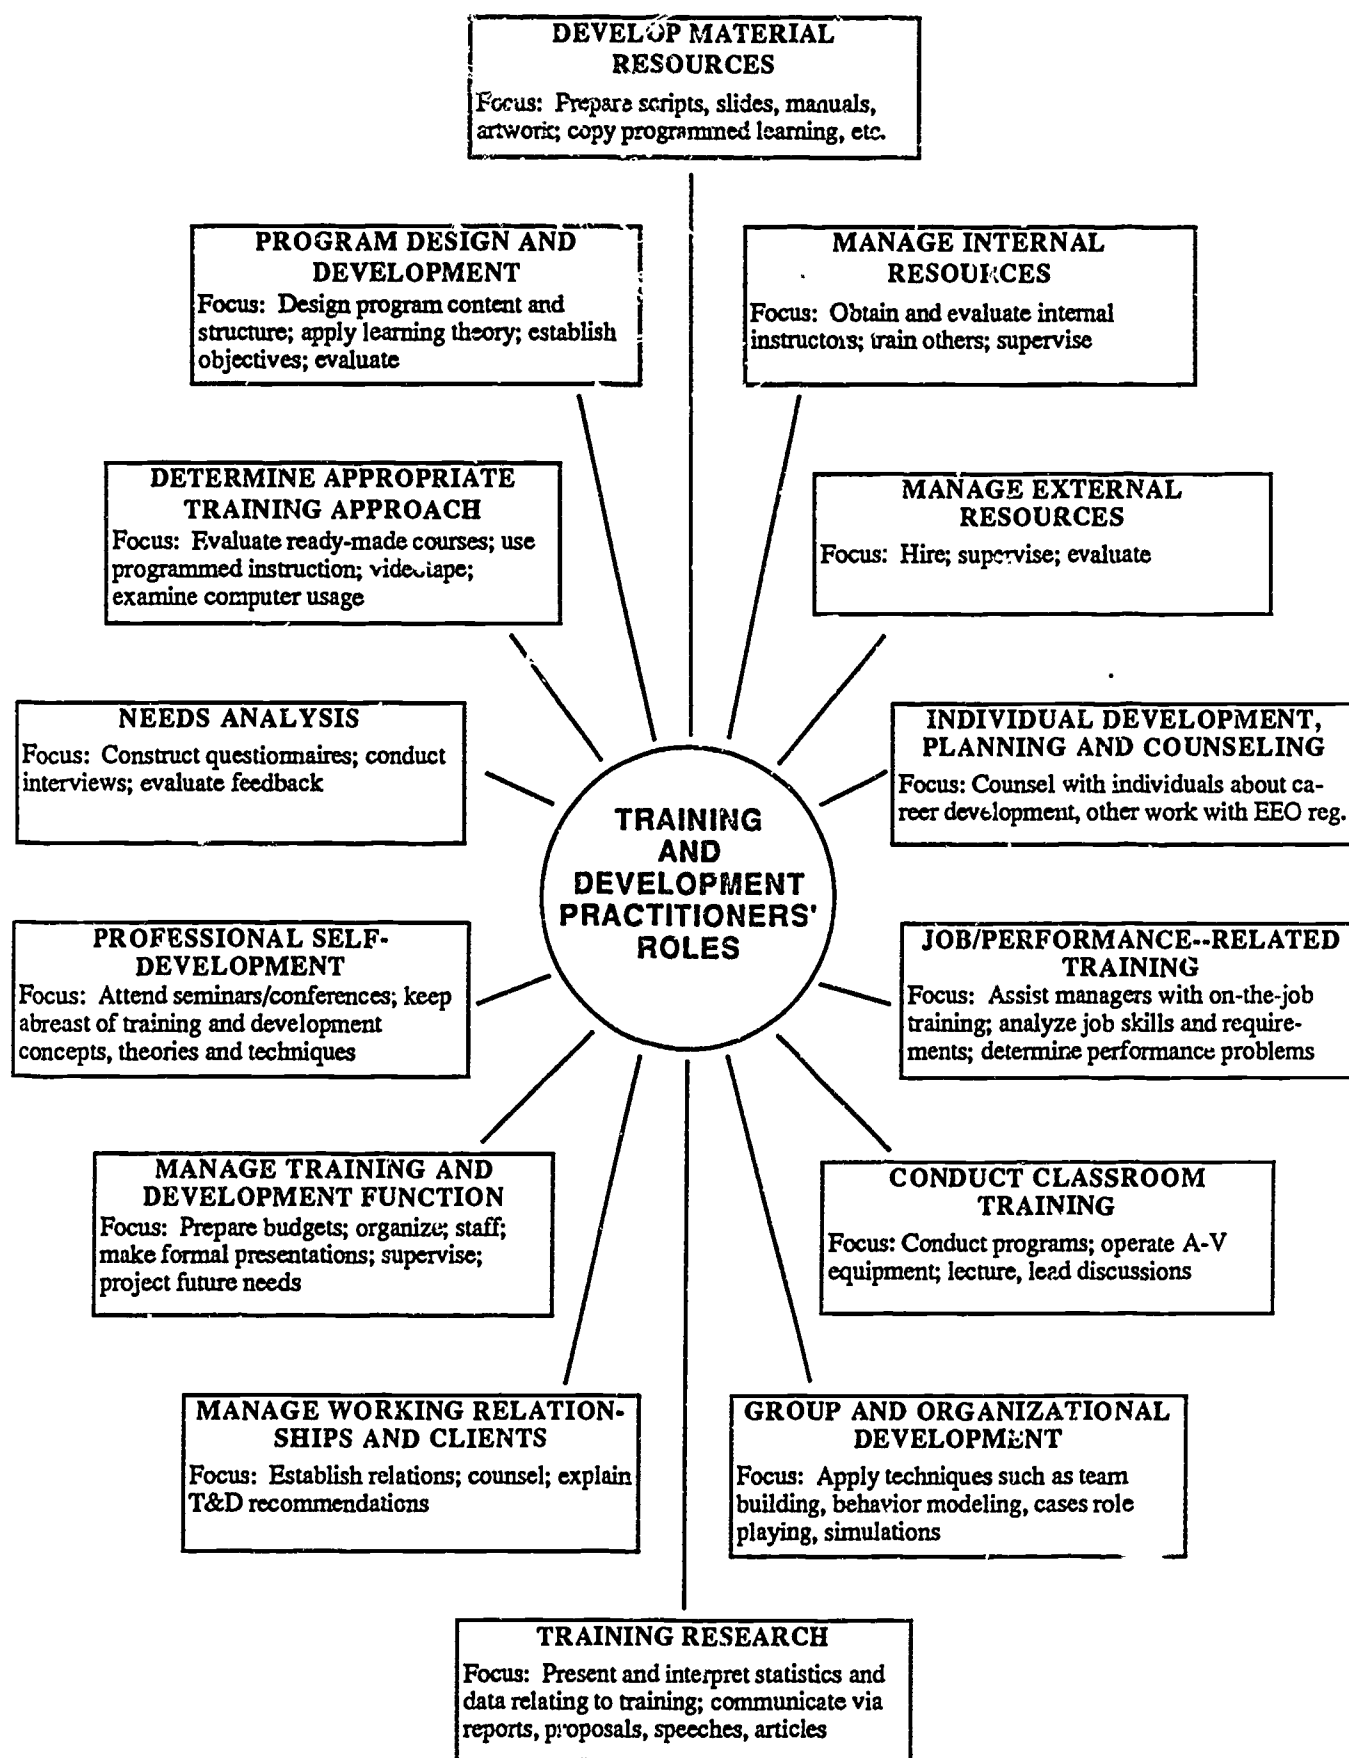 DEVELOP MATERIAL
RESOURCES
Focus: Prepare scripts, slides, manuals,
artwork; copy programmed learning, etc.
PROGRAM DESIGN AND
DEVELOPMENT
Focus: Design program content and
structure; apply learning theory; establish
objectives; evaluate
MANAGE INTERNAL
RESOURCES
Focus: Obtain and evaluate internal
instructors; train others; supervise
DETERMINE APPROPRIATE
TRAINING APPROACH
Focus: Evaluate ready-made courses; use
programmed instruction; videotape;
examine computer usage
MANAGE EXTERNAL
RESOURCES
Focus: Hire; supervise; evaluate
NEEDS ANALYSIS
Focus: Construct questionnaires; conduct
interviews; evaluate feedback
INDIVIDUAL DEVELOPMENT,
PLANNING AND COUNSELING
Focus: Counsel with individuals about ca-
reer development, other work with EEO reg.
TRAINING
AND
DEVELOPMENT
PRACTITIONERS'
ROLES
PROFESSIONAL SELF-
DEVELOPMENT
Focus: Attend seminars/conferences; keep
abreast of training and development
concepts, theories and techniques
JOB/PERFORMANCE--RELATED
TRAINING
Focus: Assist managers with on-the-job
training; analyze job skills and require-
ments; determine performance problems
MANAGE TRAINING AND
DEVELOPMENT FUNCTION
Focus: Prepare budgets; organize; staff;
make formal presentations; supervise;
project future needs
CONDUCT CLASSROOM
TRAINING
Focus: Conduct programs; operate A-V
equipment; lecture, lead discussions
MANAGE WORKING RELATION-
SHIPS AND CLIENTS
Focus: Establish relations; counsel; explain
T&D recommendations
GROUP AND ORGANIZATIONAL
DEVELOPMENT
Focus: Apply techniques such as team
building, behavior modeling, cases role
playing, simulations
TRAINING RESEARCH
Focus: Present and interpret statistics and
data relating to training; communicate via
reports, proposals, speeches, articles